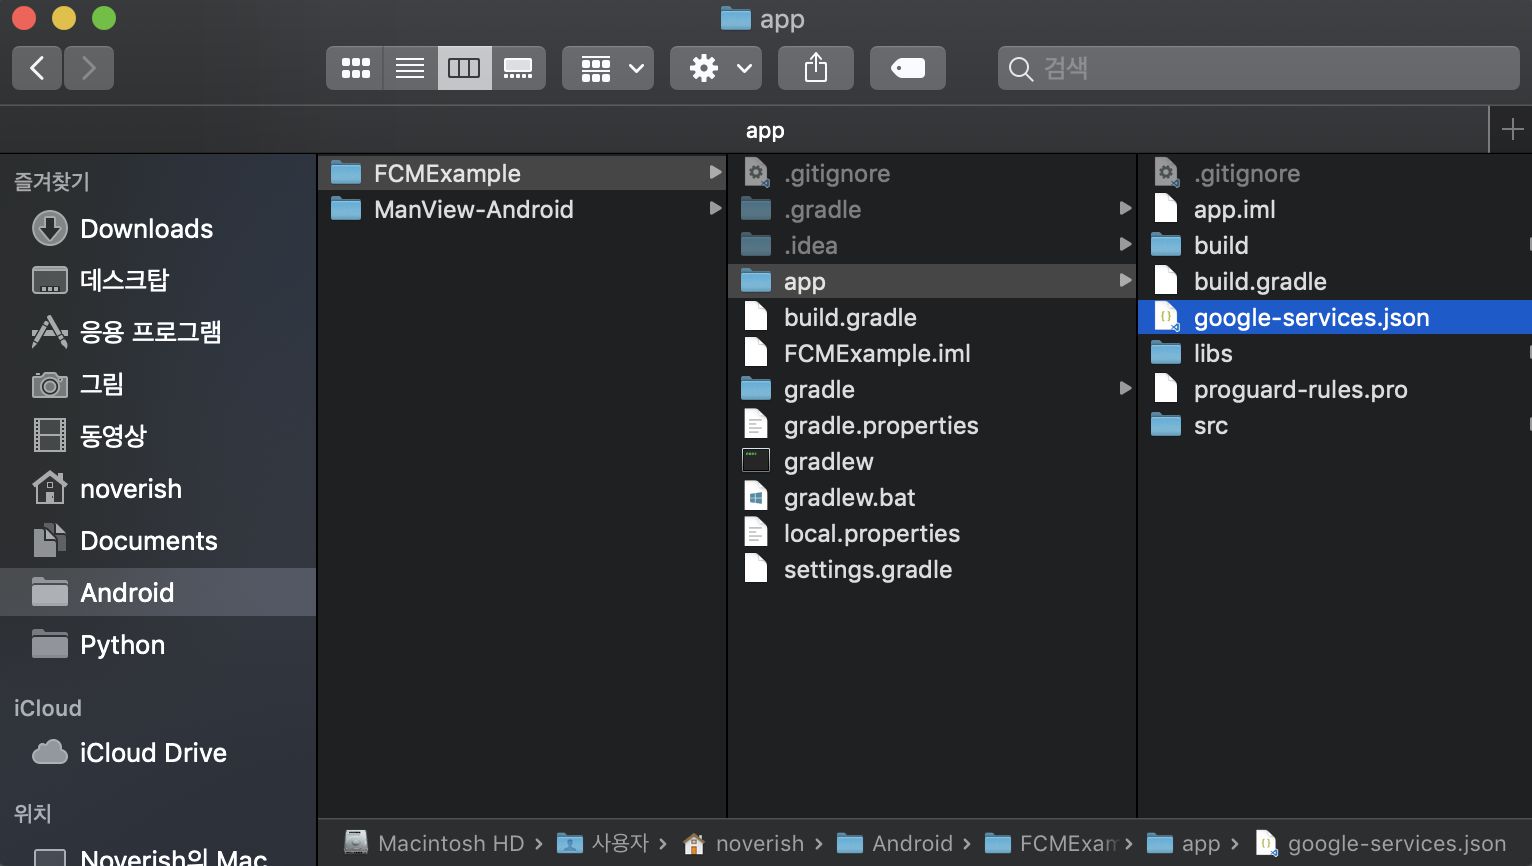 app
검색
app
즐겨찾기
Downloads
데스크탑
응용 프로그램
그림
동영상
noverish
Documents
Android
Python
iCloud
iCloud Drive
위치
Noverish의 Mac
FCMExample
ManView-Android
.gitignore
.gradle
.idea
app
build.gradle
FCMExample.iml
gradle
gradle.properties
gradlew
gradlew.bat
local.properties
settings.gradle
.gitignore
app.iml
build
build.gradle
google-services.json
libs
proguard-rules.pro
src
Macintosh HD › 사용자 › noverish › Android › FCMExam › app › google-services.json